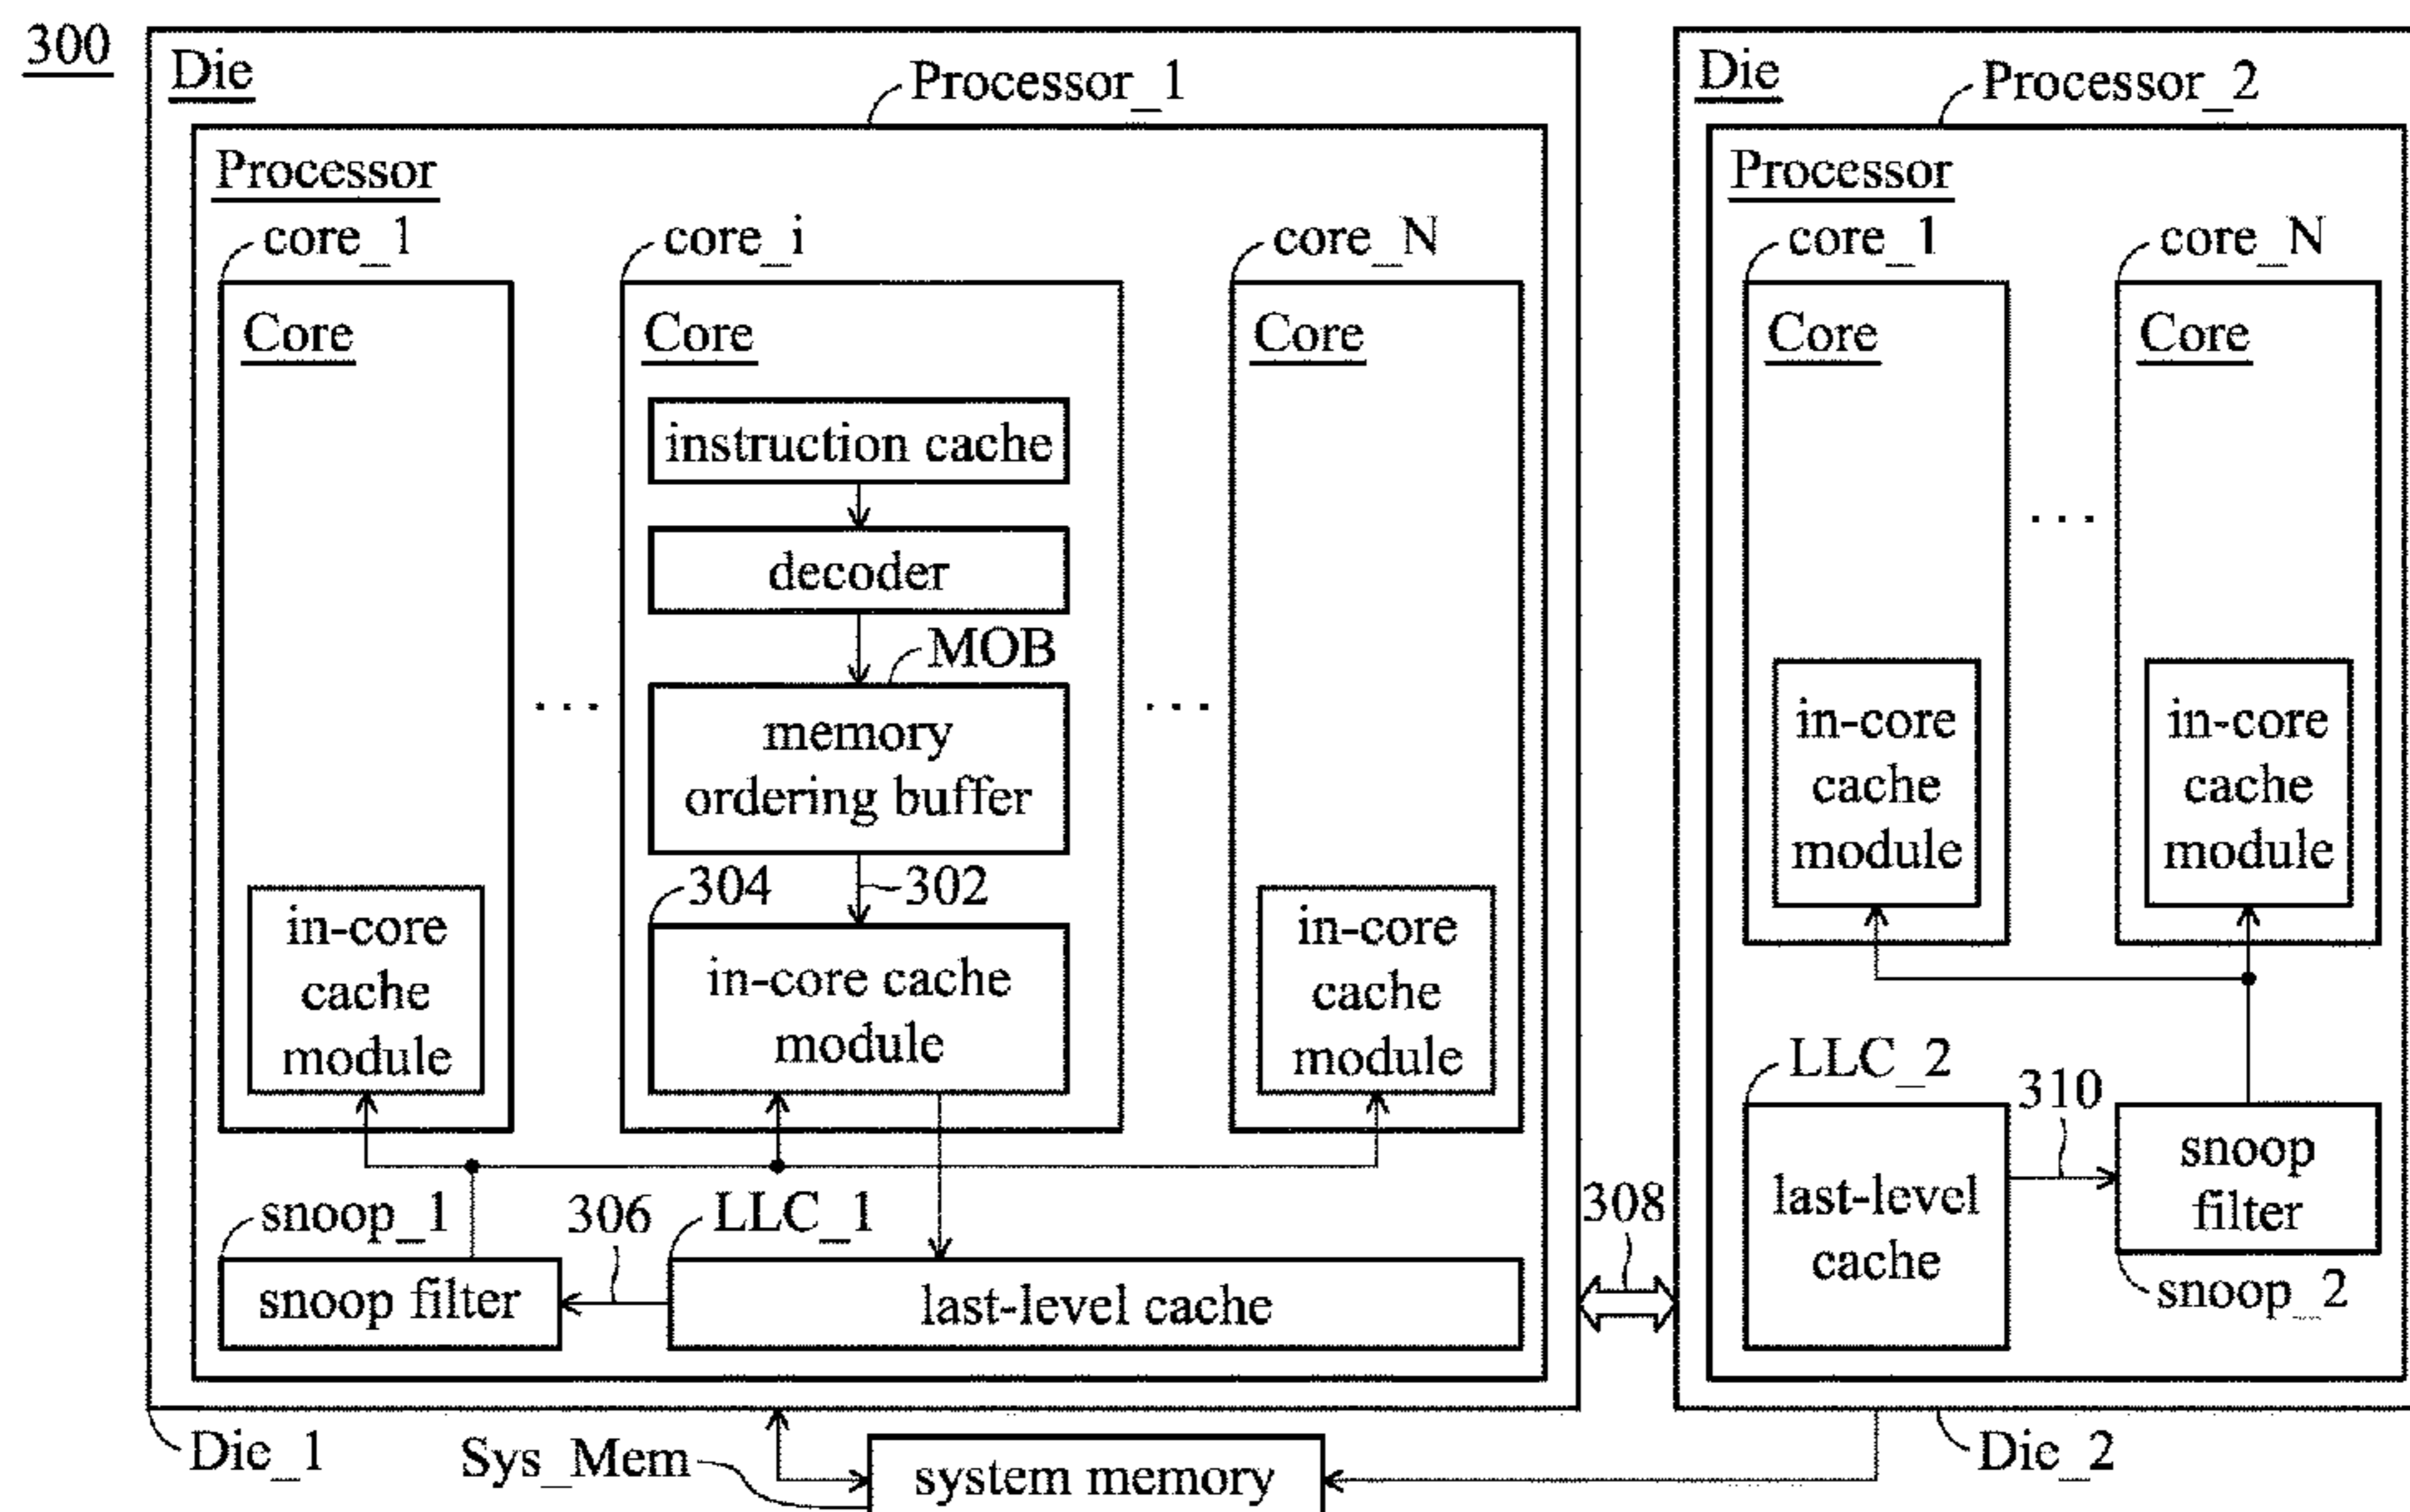 300
Die
Processor_1
Processor
core_1
core_i
core_N
Core
Core
Core
instruction cache
decoder
MOB
...
memory
ordering buffer
...
304
302
in-core
cache
module
in-core cache
module
in-core
cache
module
snoop_1
306
LLC_1
snoop filter
last-level cache
308
Die_1
Sys_Mem
system memory
Die
Processor_2
Processor
core_1
core_N
Core
Core
...
in-core
cache
module
in-core
cache
module
LLC_2
310
last-level
cache
snoop
filter
snoop_2
Die_2